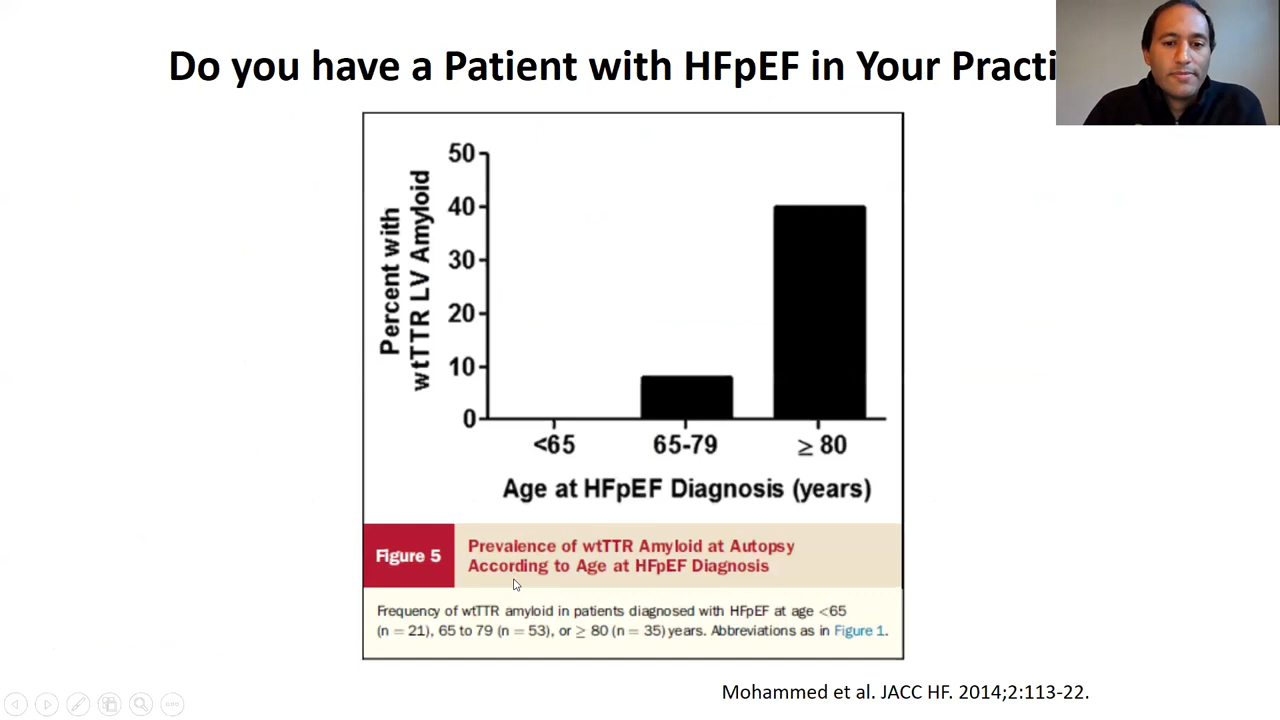 Do you have a Patient with HFpEF in Your Practi
50
40
30
20
10
0
Percent with
wtTTR LV Amyloid
<65
65-79
≥ 80
Age at HFpEF Diagnosis (years)
Figure 5
Prevalence of wtTTR Amyloid at Autopsy
According to Age at HFpEF Diagnosis
Frequency of wtTTR amyloid in patients diagnosed with HFpEF at age <65
(n = 21), 65 to 79 (n = 53), or ≥ 80 (n = 35) years. Abbreviations as in Figure 1.
Mohammed et al. JACC HF. 2014;2:113-22.